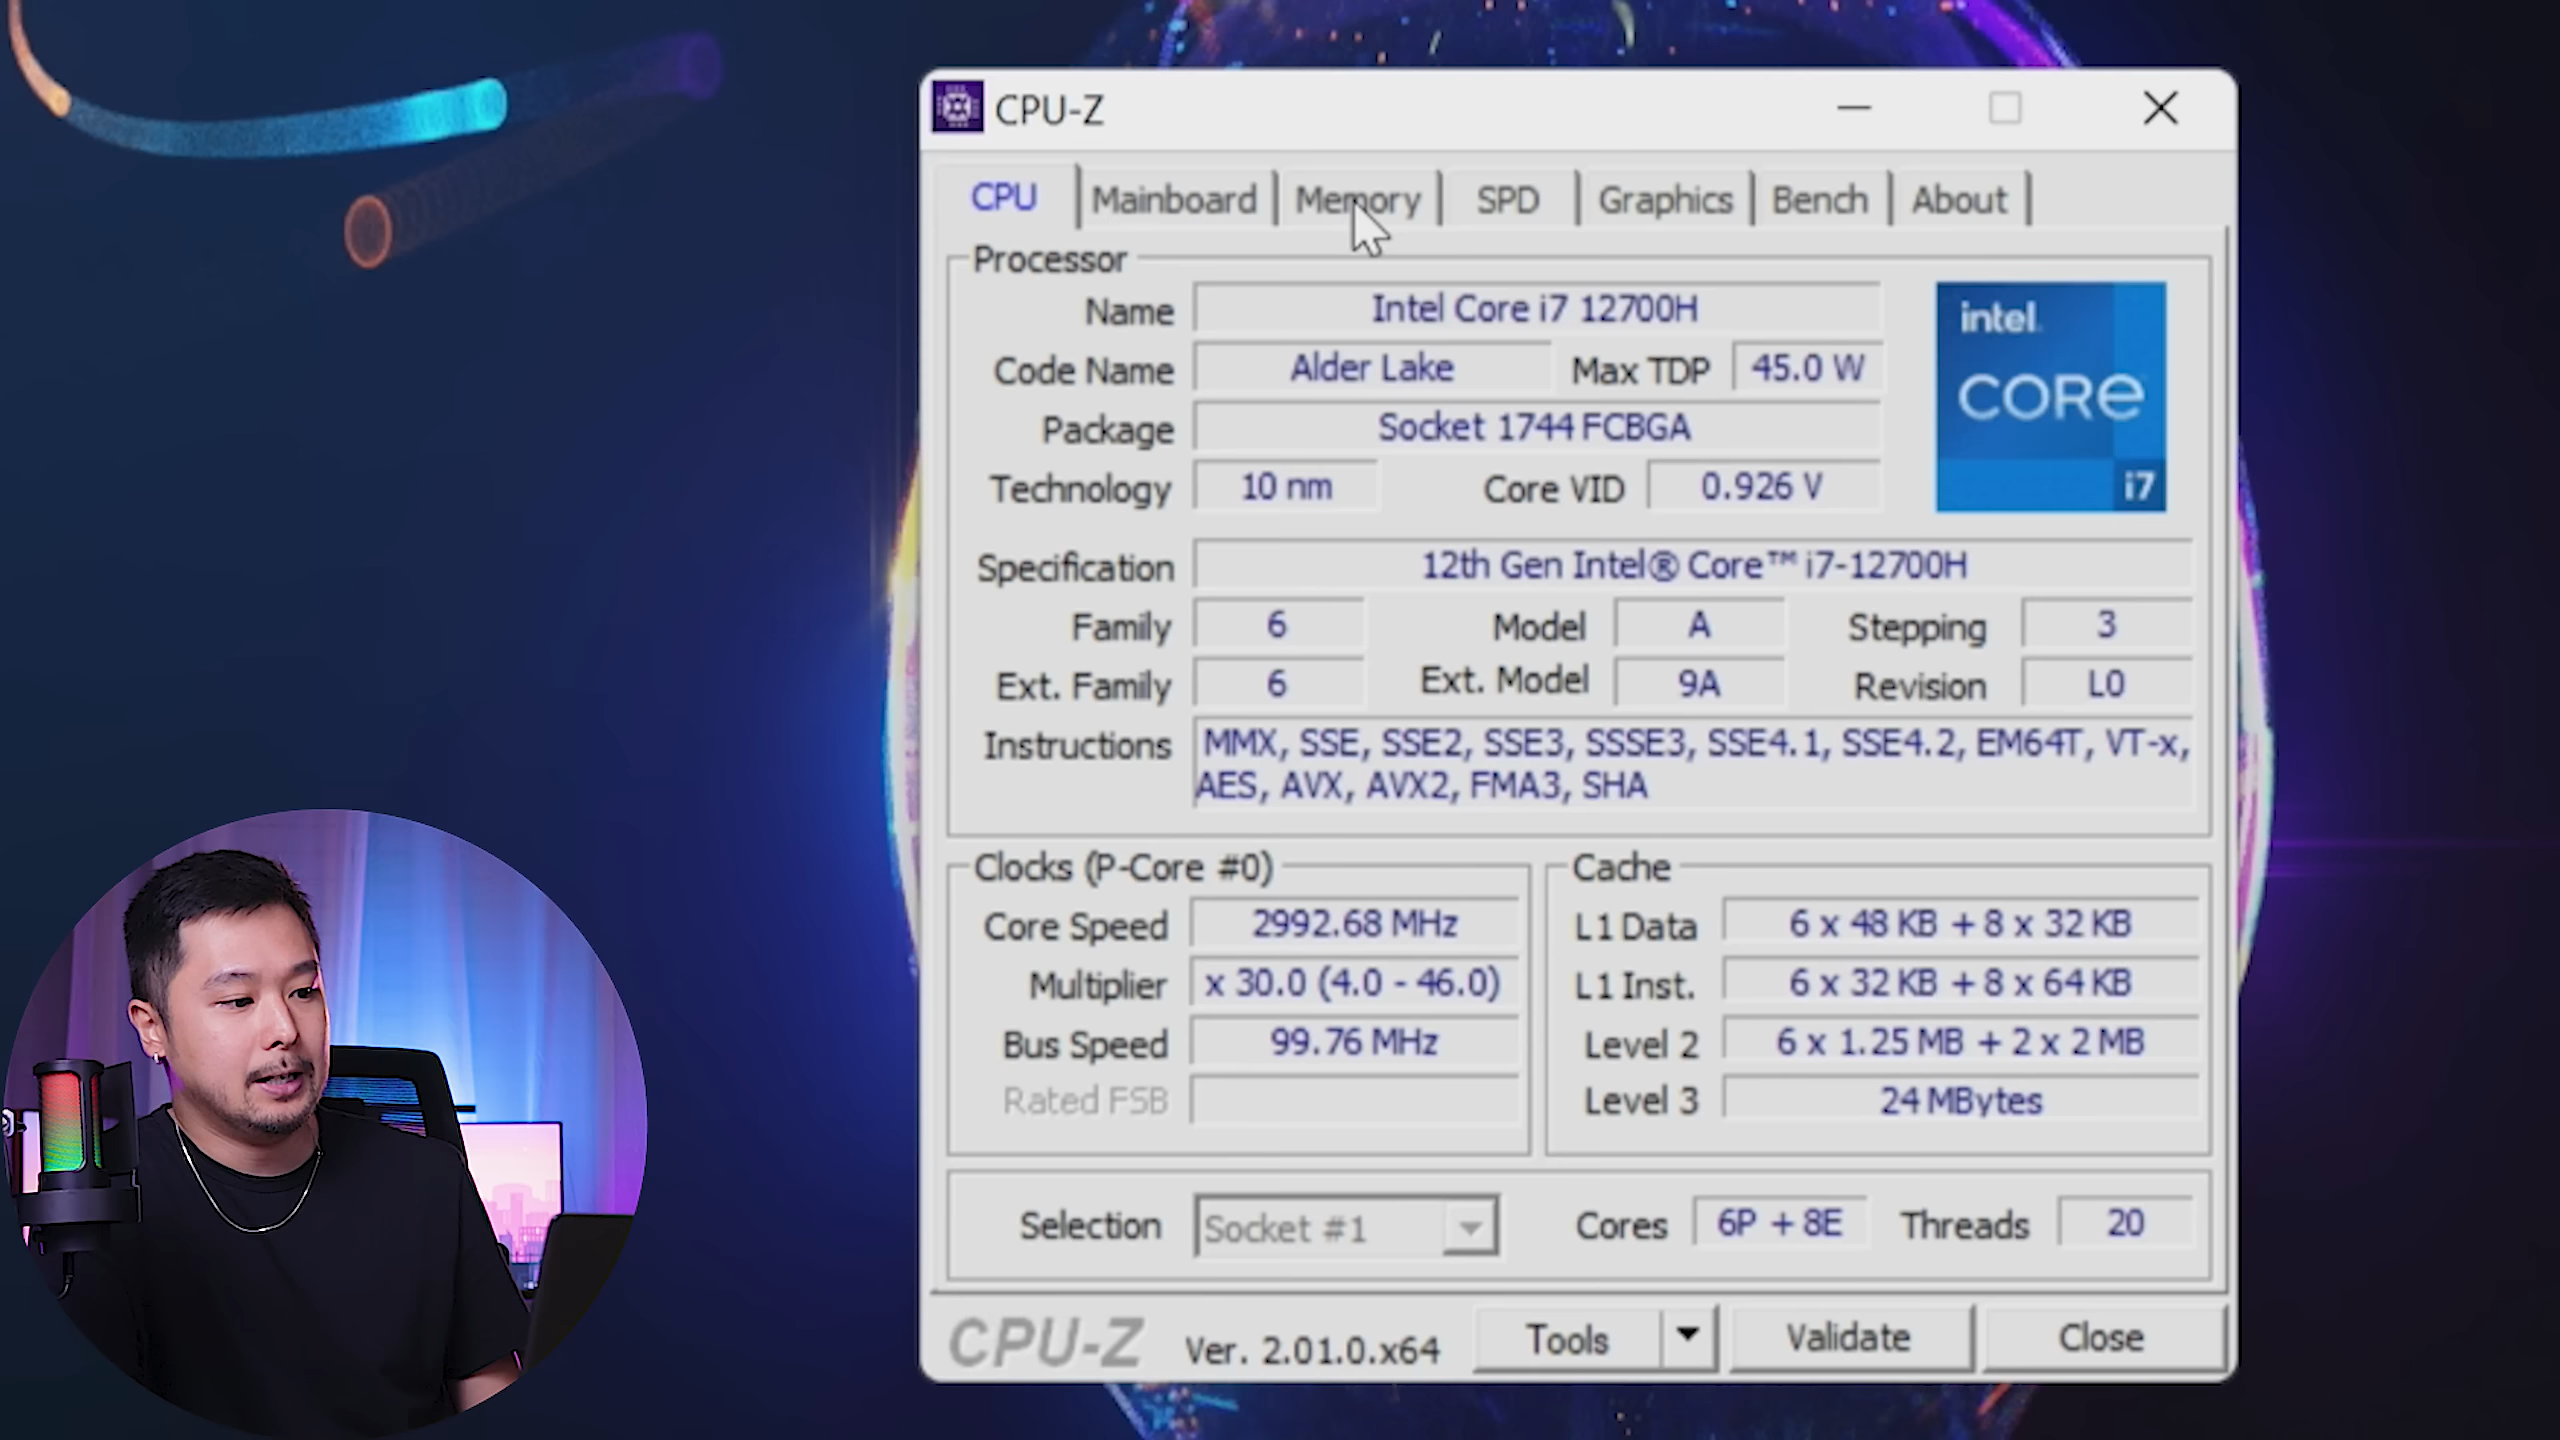 CPU-Z
CPU Mainboard Memory SPD Graphics Bench About
Processor
Name Intel Core i7 12700H
Code Name Alder Lake Max TDP 45.0 W
Package Socket 1744 FCBGA
Technology 10 nm Core VID 0.926 V
intel.
CORE
i7
Specification 12th Gen Intel® Core™ i7-12700H
Family 6 Model A Stepping 3
Ext. Family 6 Ext. Model 9A Revision L0
Instructions MMX, SSE, SSE2, SSE3, SSSE3, SSE4.1, SSE4.2, EM64T, VT-x,
AES, AVX, AVX2, FMA3, SHA
Clocks (P-Core #0)
Core Speed 2992.68 MHz
Multiplier x 30.0 (4.0 - 46.0)
Bus Speed 99.76 MHz
Rated FSB
Cache
L1 Data 6 x 48 KB + 8 x 32 KB
L1 Inst. 6 x 32 KB + 8 x 64 KB
Level 2 6 x 1.25 MB + 2 x 2 MB
Level 3 24 MBytes
Selection Socket #1 Cores 6P + 8E Threads 20
CPU-Z Ver. 2.01.0.x64 Tools Validate Close